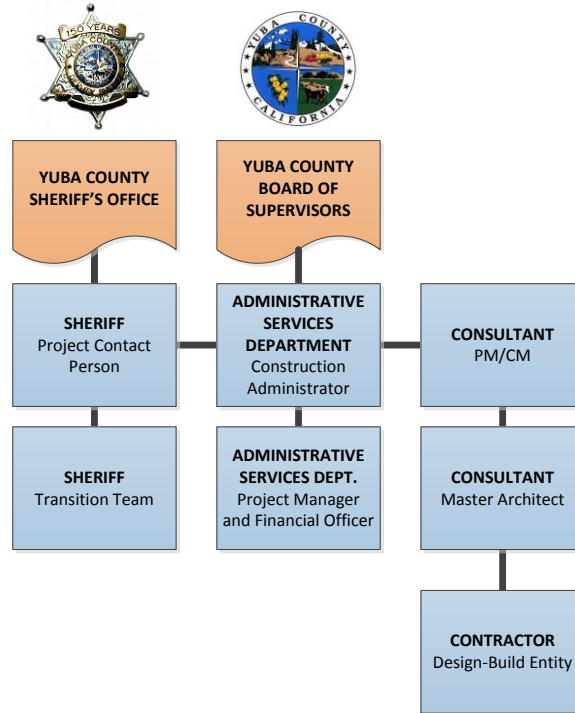 150 YEARS
YUBA COUNTY
YUBA COUNTY
CALIFORNIA
YUBA COUNTY
SHERIFF'S OFFICE
YUBA COUNTY
BOARD OF
SUPERVISORS
SHERIFF
Project Contact
Person
ADMINISTRATIVE
SERVICES
DEPARTMENT
Construction
Administrator
CONSULTANT
PM/CM
SHERIFF
Transition Team
ADMINISTRATIVE
SERVICES DEPT.
Project Manager
and Financial Officer
CONSULTANT
Master Architect
CONTRACTOR
Design-Build Entity